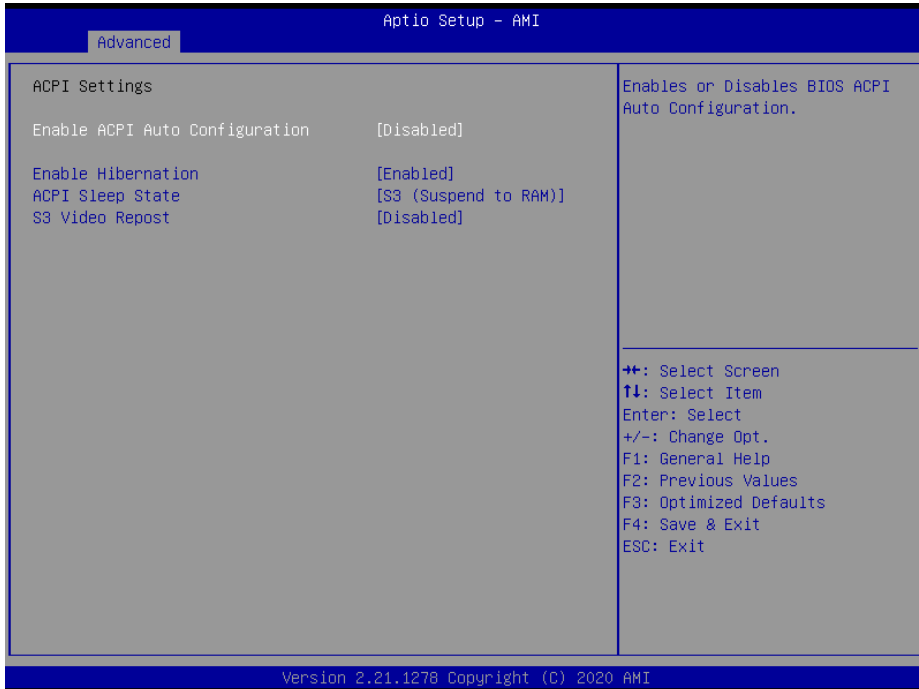 Aptio Setup – AMI
Advanced
ACPI Settings
Enable ACPI Auto Configuration [Disabled]
Enable Hibernation [Enabled]
ACPI Sleep State [S3 (Suspend to RAM)]
S3 Video Repost [Disabled]
Enables or Disables BIOS ACPI
Auto Configuration.
→←: Select Screen
↑↓: Select Item
Enter: Select
+/-: Change Opt.
F1: General Help
F2: Previous Values
F3: Optimized Defaults
F4: Save & Exit
ESC: Exit
Version 2.21.1278 Copyright (C) 2020 AMI